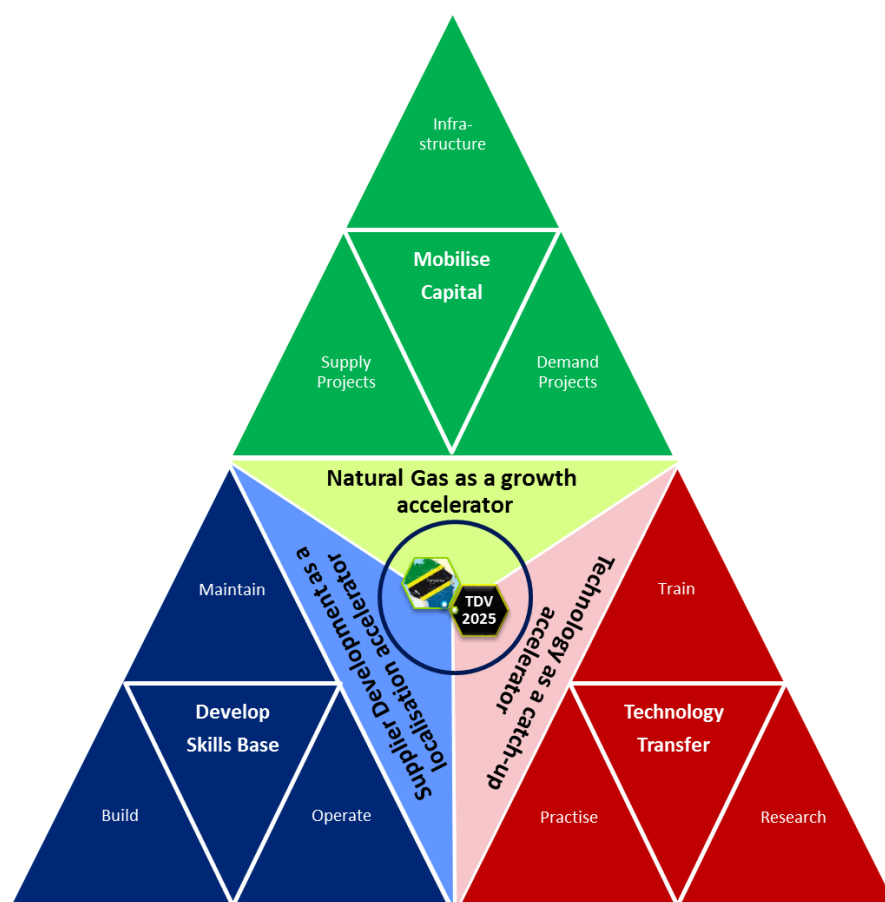 Infra-
structure
Mobilise
Capital
Supply
Projects
Demand
Projects
Natural Gas as a growth
accelerator
Supplier Development as a
localisation accelerator
Technology as a catch-up
accelerator
TDV
2025
Maintain
Develop
Skills Base
Build
Operate
Train
Technology
Transfer
Practise
Research